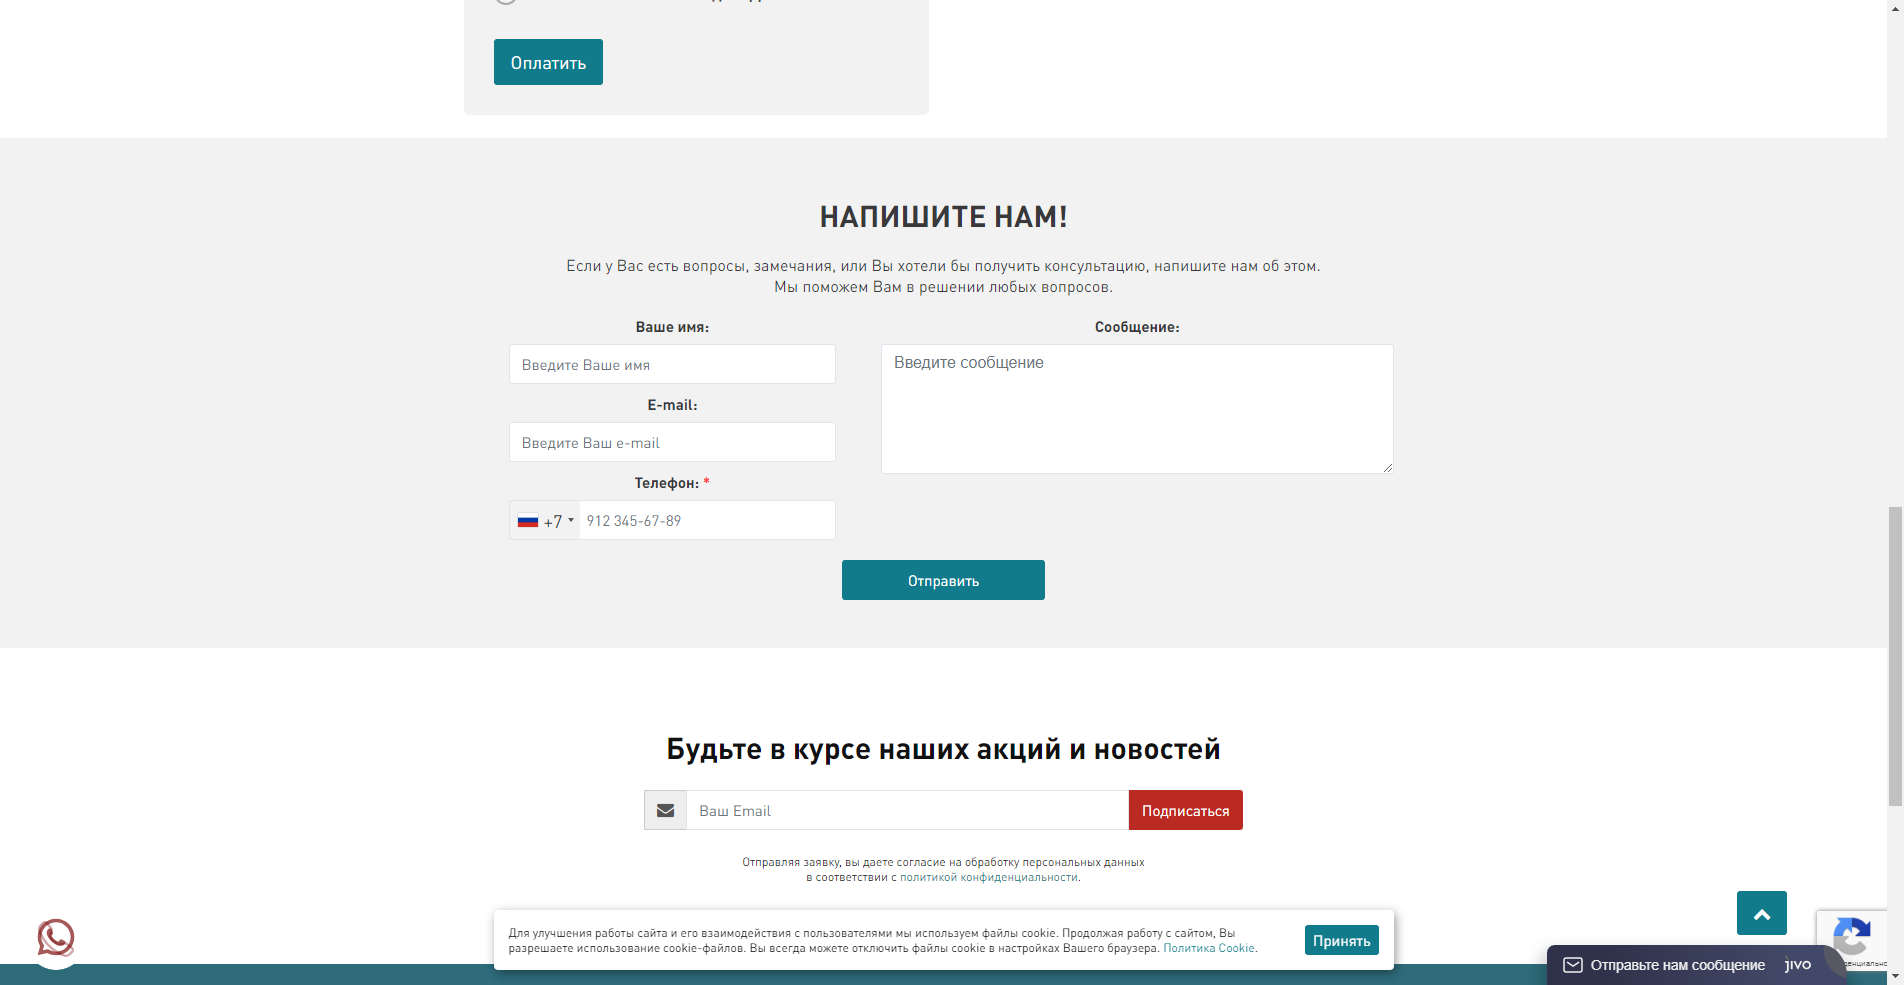 Оплатить
НАПИШИТЕ НАМ!
Если у Вас есть вопросы, замечания, или Вы хотели бы получить консультацию, напишите нам об этом.
Мы поможем Вам в решении любых вопросов.
Ваше имя:
Введите Ваше имя
E-mail:
Введите Ваш e-mail
Телефон: *
+7 912 345-67-89
Сообщение:
Введите сообщение
Отправить
Будьте в курсе наших акций и новостей
Ваш Email
Подписаться
Отправляя заявку, вы даете согласие на обработку персональных данных
в соответствии с политикой конфиденциальности.
Для улучшения работы сайта и его взаимодействия с пользователями мы используем файлы cookie. Продолжая работу с сайтом, Вы
разрешаете использование cookie-файлов. Вы всегда можете отключить файлы cookie в настройках Вашего браузера. Политика Cookie.
Принять
Отправьте нам сообщение
jivo